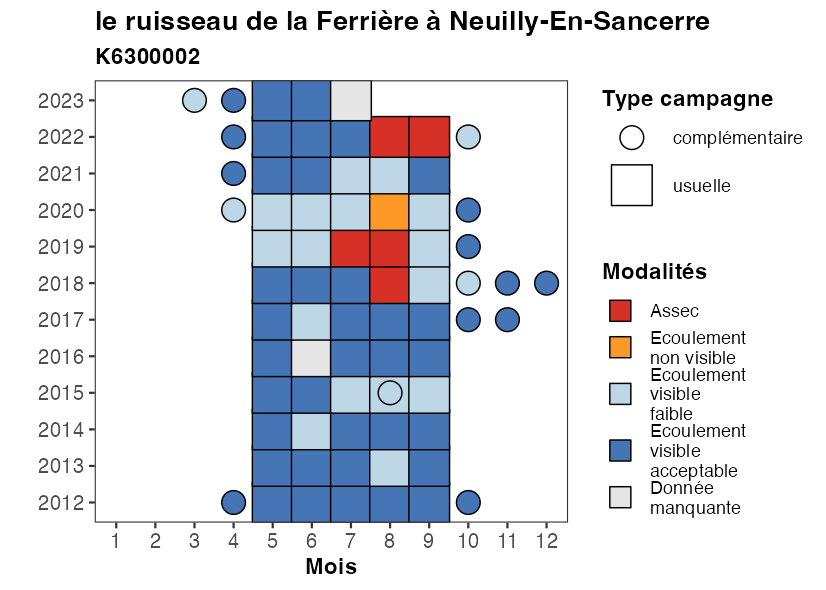 le ruisseau de la Ferrière à Neuilly-En-Sancerre
K6300002
2023
2022
2021
2020
2019
2018
2017
2016
2015
2014
2013
2012
1 2 3 4 5 6 7 8 9 10 11 12
Mois
Type campagne
complémentaire
usuelle
Modalités
Assec
Ecoulement
non visible
Ecoulement
visible
faible
Ecoulement
visible
acceptable
Donnée
manquante